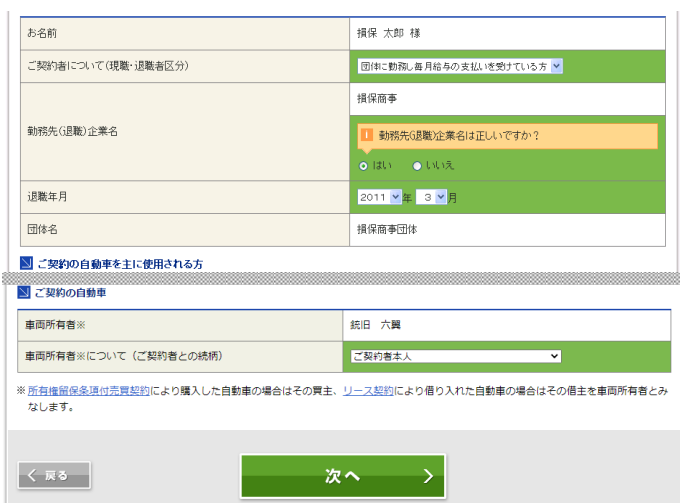 お名前 損保 太郎 様
ご契約者について(現職・退職者区分) 団体に勤務し毎月給与の支払いを受けている方
損保商事
勤務先(退職)企業名
! 勤務先(退職)企業名は正しいですか？
はい いいえ
退職年月 2011 年 3 月
団体名 損保商事団体
ご契約の自動車を主に使用される方
ご契約の自動車
車両所有者※ 銃旧 六翼
車両所有者※について（ご契約者との続柄） ご契約者本人
※所有権留保条項付売買契約により購入した自動車の場合はその買主、リース契約により借り入れた自動車の場合はその借主を車両所有者とみ
なします。
戻る 次へ